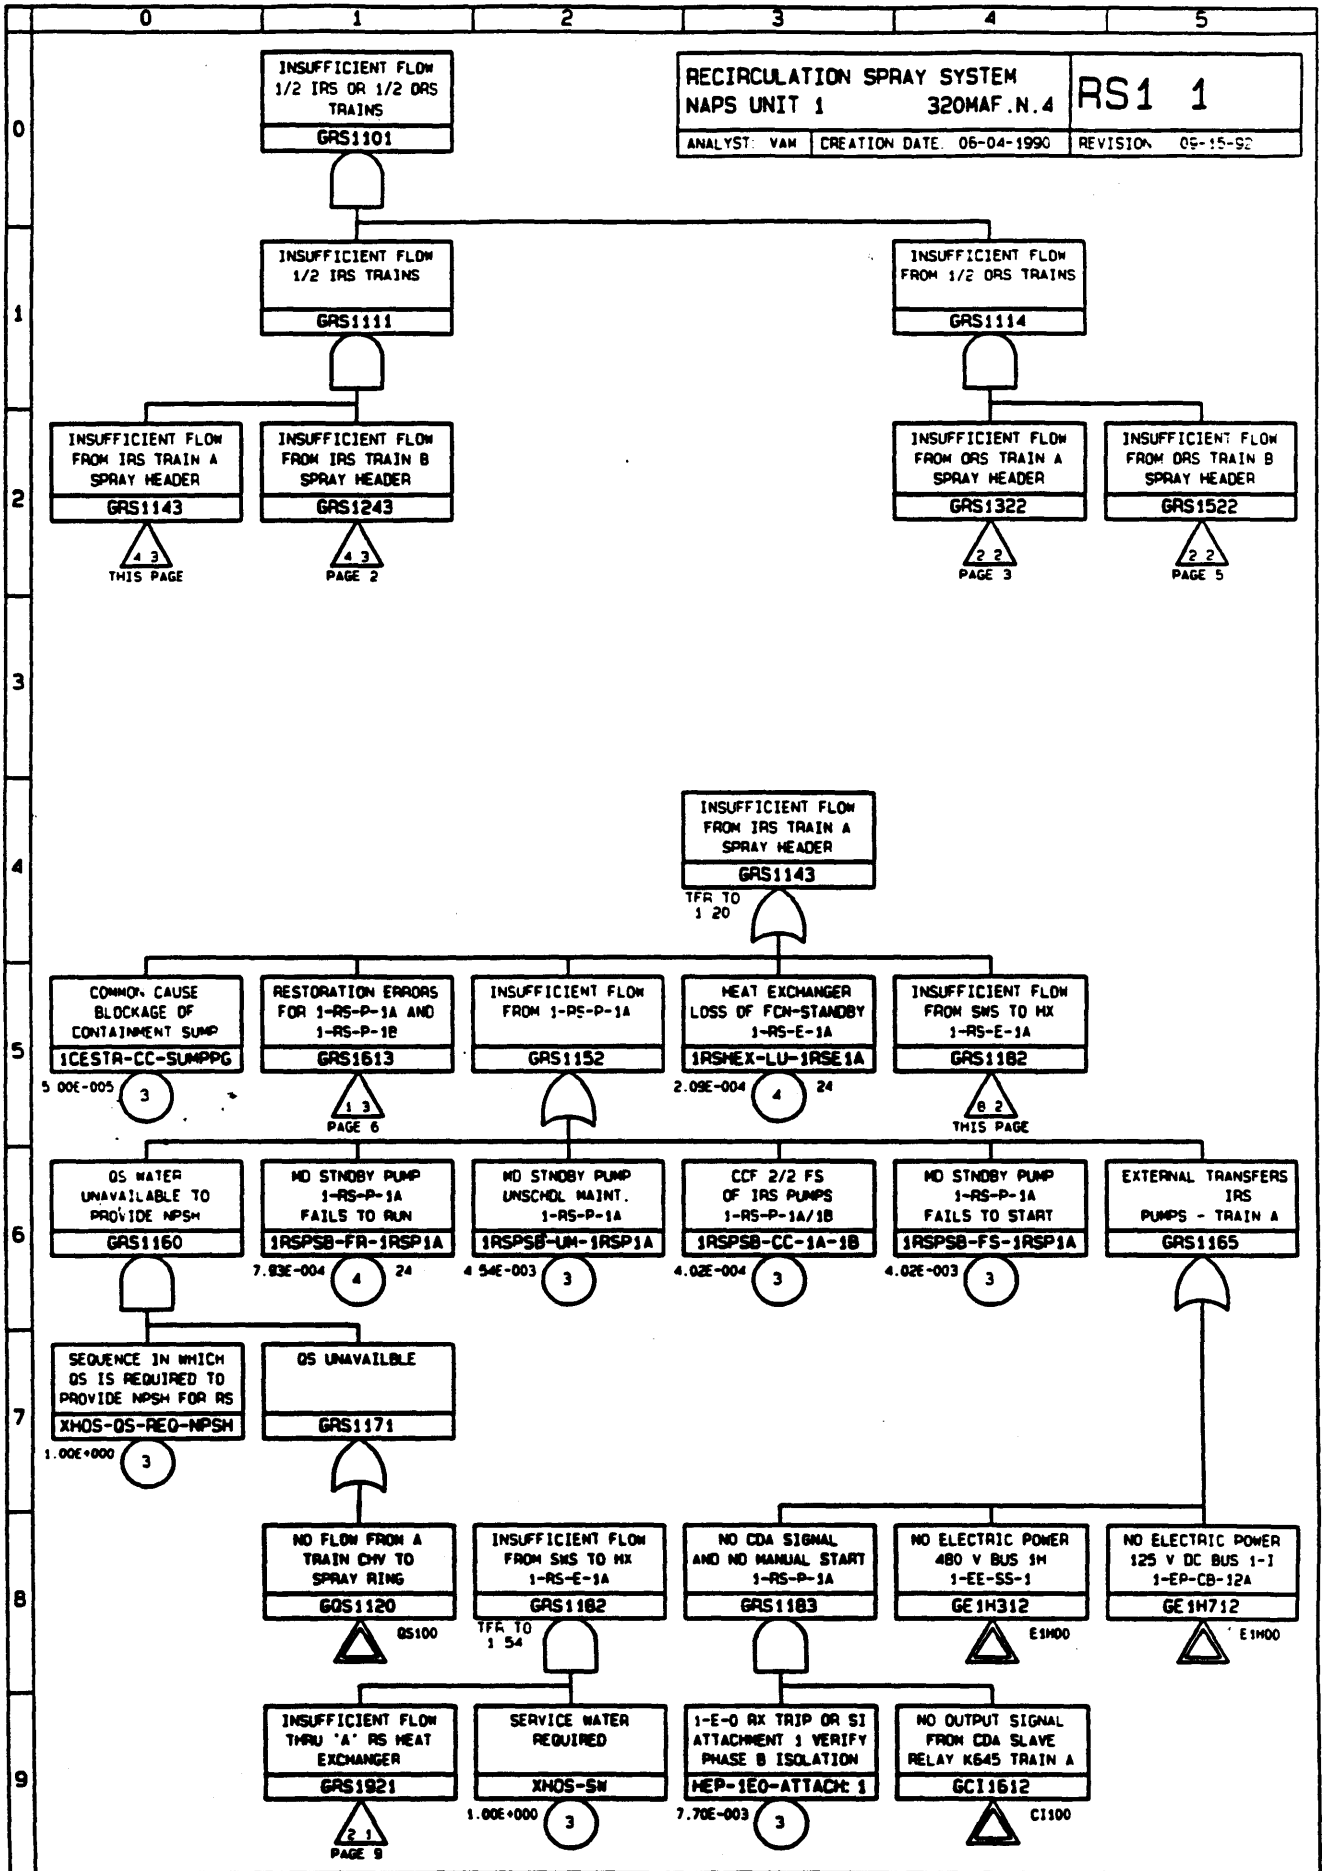 0 1 2 3 4 5
RECIRCULATION SPRAY SYSTEM
NAPS UNIT 1 320MAF.N.4
RS1 1
ANALYST: VAM CREATION DATE: 06-04-1990 REVISION 09-15-92
0
INSUFFICIENT FLOW
1/2 IRS OR 1/2 ORS
TRAINS
GRS1101
1
INSUFFICIENT FLOW
1/2 IRS TRAINS
GRS1111
INSUFFICIENT FLOW
FROM 1/2 ORS TRAINS
GRS1114
2
INSUFFICIENT FLOW
FROM IRS TRAIN A
SPRAY HEADER
GRS1143
4 3
THIS PAGE
INSUFFICIENT FLOW
FROM IRS TRAIN B
SPRAY HEADER
GRS1243
4 3
PAGE 2
INSUFFICIENT FLOW
FROM ORS TRAIN A
SPRAY HEADER
GRS1322
2 2
PAGE 3
INSUFFICIENT FLOW
FROM ORS TRAIN B
SPRAY HEADER
GRS1522
2 2
PAGE 5
3
4
INSUFFICIENT FLOW
FROM IRS TRAIN A
SPRAY HEADER
GRS1143
TFR TO
1 20
5
COMMON CAUSE
BLOCKAGE OF
CONTAINMENT SUMP
1CESTR-CC-SUMPPG
5.00E-005
3
RESTORATION ERRORS
FOR 1-RS-P-1A AND
1-RS-P-1B
GRS1613
1 3
PAGE 6
INSUFFICIENT FLOW
FROM 1-RS-P-1A
GRS1152
HEAT EXCHANGER
LOSS OF FCN-STANDBY
1-RS-E-1A
1RSHEX-LU-1RSE1A
2.09E-004
4
24
INSUFFICIENT FLOW
FROM SWS TO HX
1-RS-E-1A
GRS1182
8 2
THIS PAGE
6
QS WATER
UNAVAILABLE TO
PROVIDE NPSH
GRS1160
MD STNDBY PUMP
1-RS-P-1A
FAILS TO RUN
1RSPSB-FR-1RSP1A
7.93E-004
4
24
MD STNDBY PUMP
UNSCHDL MAINT.
1-RS-P-1A
1RSPSB-UM-1RSP1A
4.54E-003
3
CCF 2/2 FS
OF IRS PUMPS
1-RS-P-1A/1B
1RSPSB-CC-1A-1B
4.02E-004
3
MD STNDBY PUMP
1-RS-P-1A
FAILS TO START
1RSPSB-FS-1RSP1A
4.02E-003
3
EXTERNAL TRANSFERS
IRS
PUMPS - TRAIN A
GRS1165
7
SEQUENCE IN WHICH
QS IS REQUIRED TO
PROVIDE NPSH FOR RS
XHOS-QS-REQ-NPSH
1.00E+000
3
QS UNAVAILBLE
GRS1171
8
NO FLOW FROM A
TRAIN CHV TO
SPRAY RING
GQS1120
QS100
INSUFFICIENT FLOW
FROM SWS TO HX
1-RS-E-1A
GRS1182
TFR TO
1 54
NO CDA SIGNAL
AND NO MANUAL START
1-RS-P-1A
GRS1183
NO ELECTRIC POWER
480 V BUS 1H
1-EE-SS-1
GE1H312
E1H00
NO ELECTRIC POWER
125 V DC BUS 1-I
1-EP-CB-12A
GE1H712
E1H00
9
INSUFFICIENT FLOW
THRU 'A' RS HEAT
EXCHANGER
GRS1921
2 1
PAGE 9
SERVICE WATER
REQUIRED
XHOS-SW
1.00E+000
3
1-E-0 RX TRIP OR SI
ATTACHMENT 1 VERIFY
PHASE B ISOLATION
HEP-1E0-ATTACH: 1
7.70E-003
3
NO OUTPUT SIGNAL
FROM CDA SLAVE
RELAY K645 TRAIN A
GCI1612
CI100